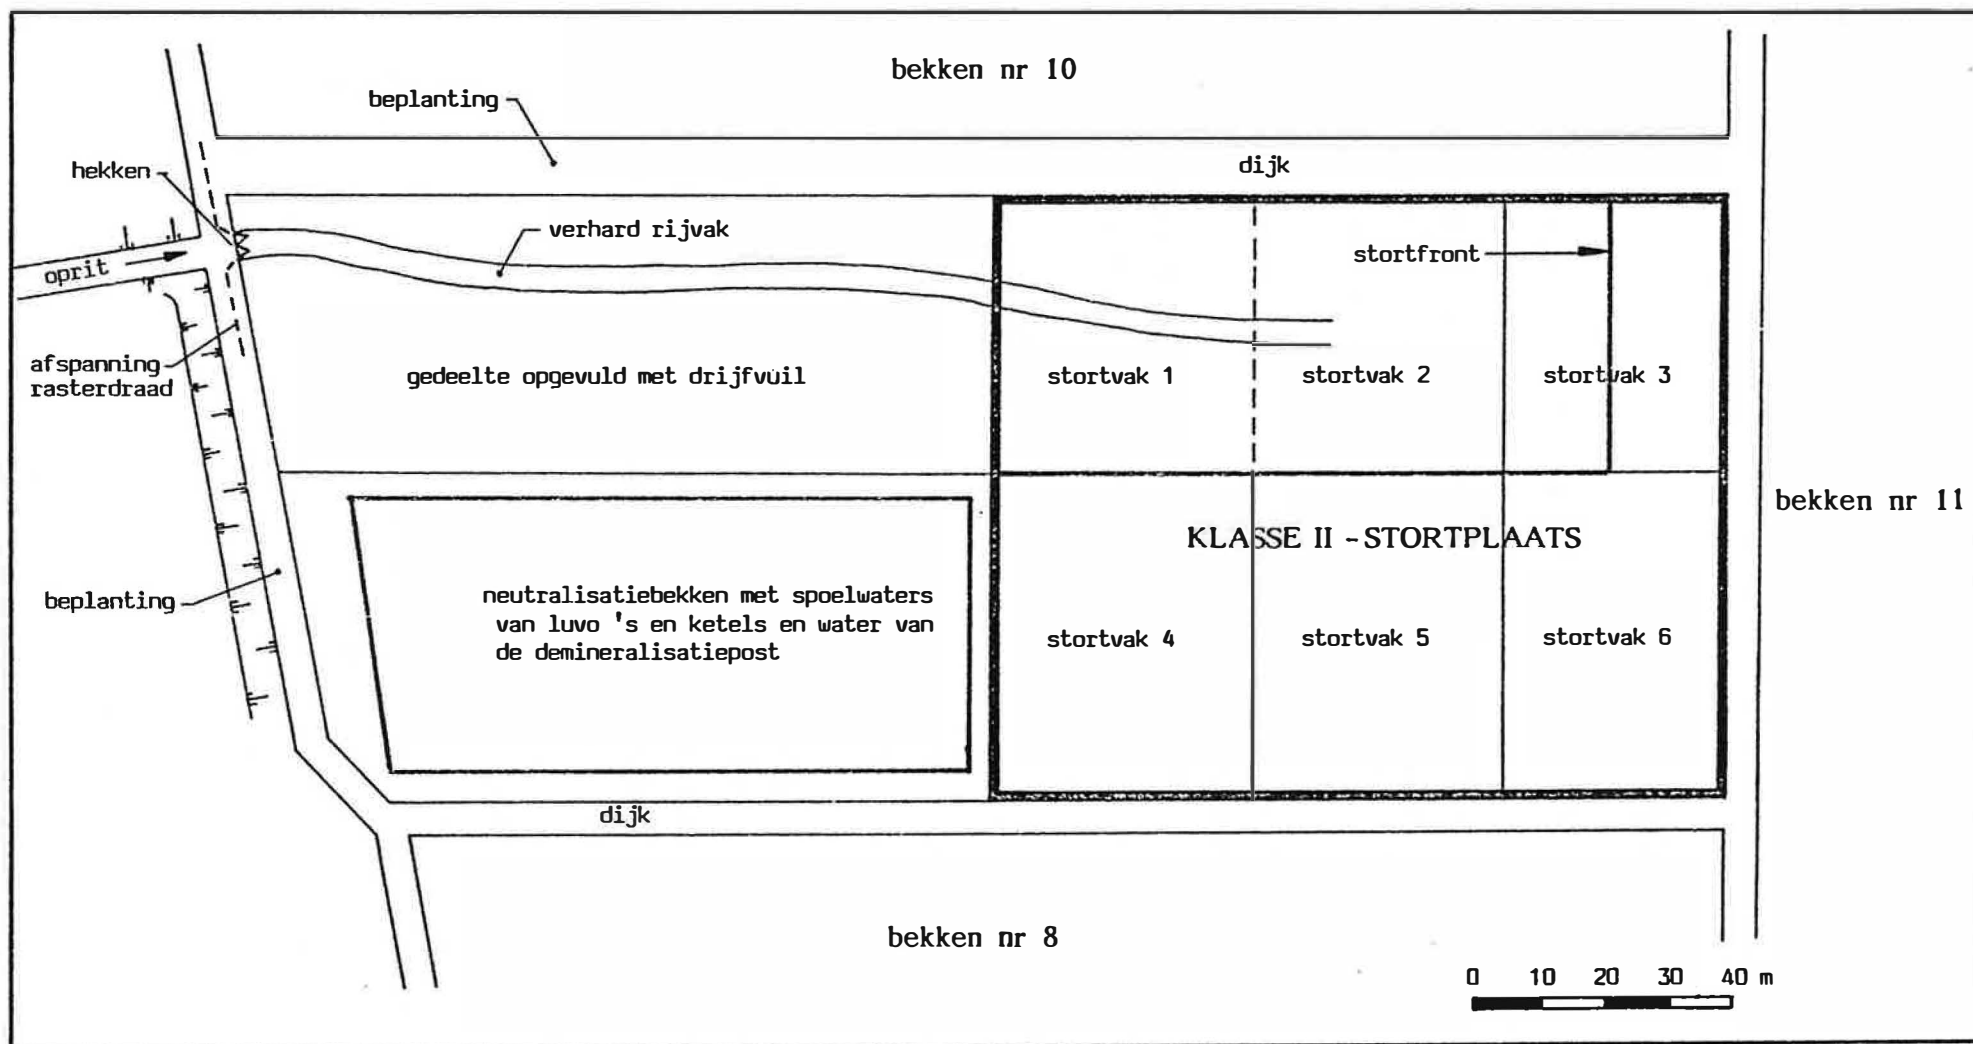 bekken nr 10
beplanting
dijk
hekken
verhard rijvak
stortfront
oprit
afspanning
rasterdraad
gedeelte opgevuld met drijfvuil
stortvak 1
stortvak 2
stortvak 3
bekken nr 11
KLASSE II - STORTPLAATS
beplanting
neutralisatiebekken met spoelwaters
van luvo 's en ketels en water van
de demineralisatiepost
stortvak 4
stortvak 5
stortvak 6
dijk
bekken nr 8
0 10 20 30 40 m